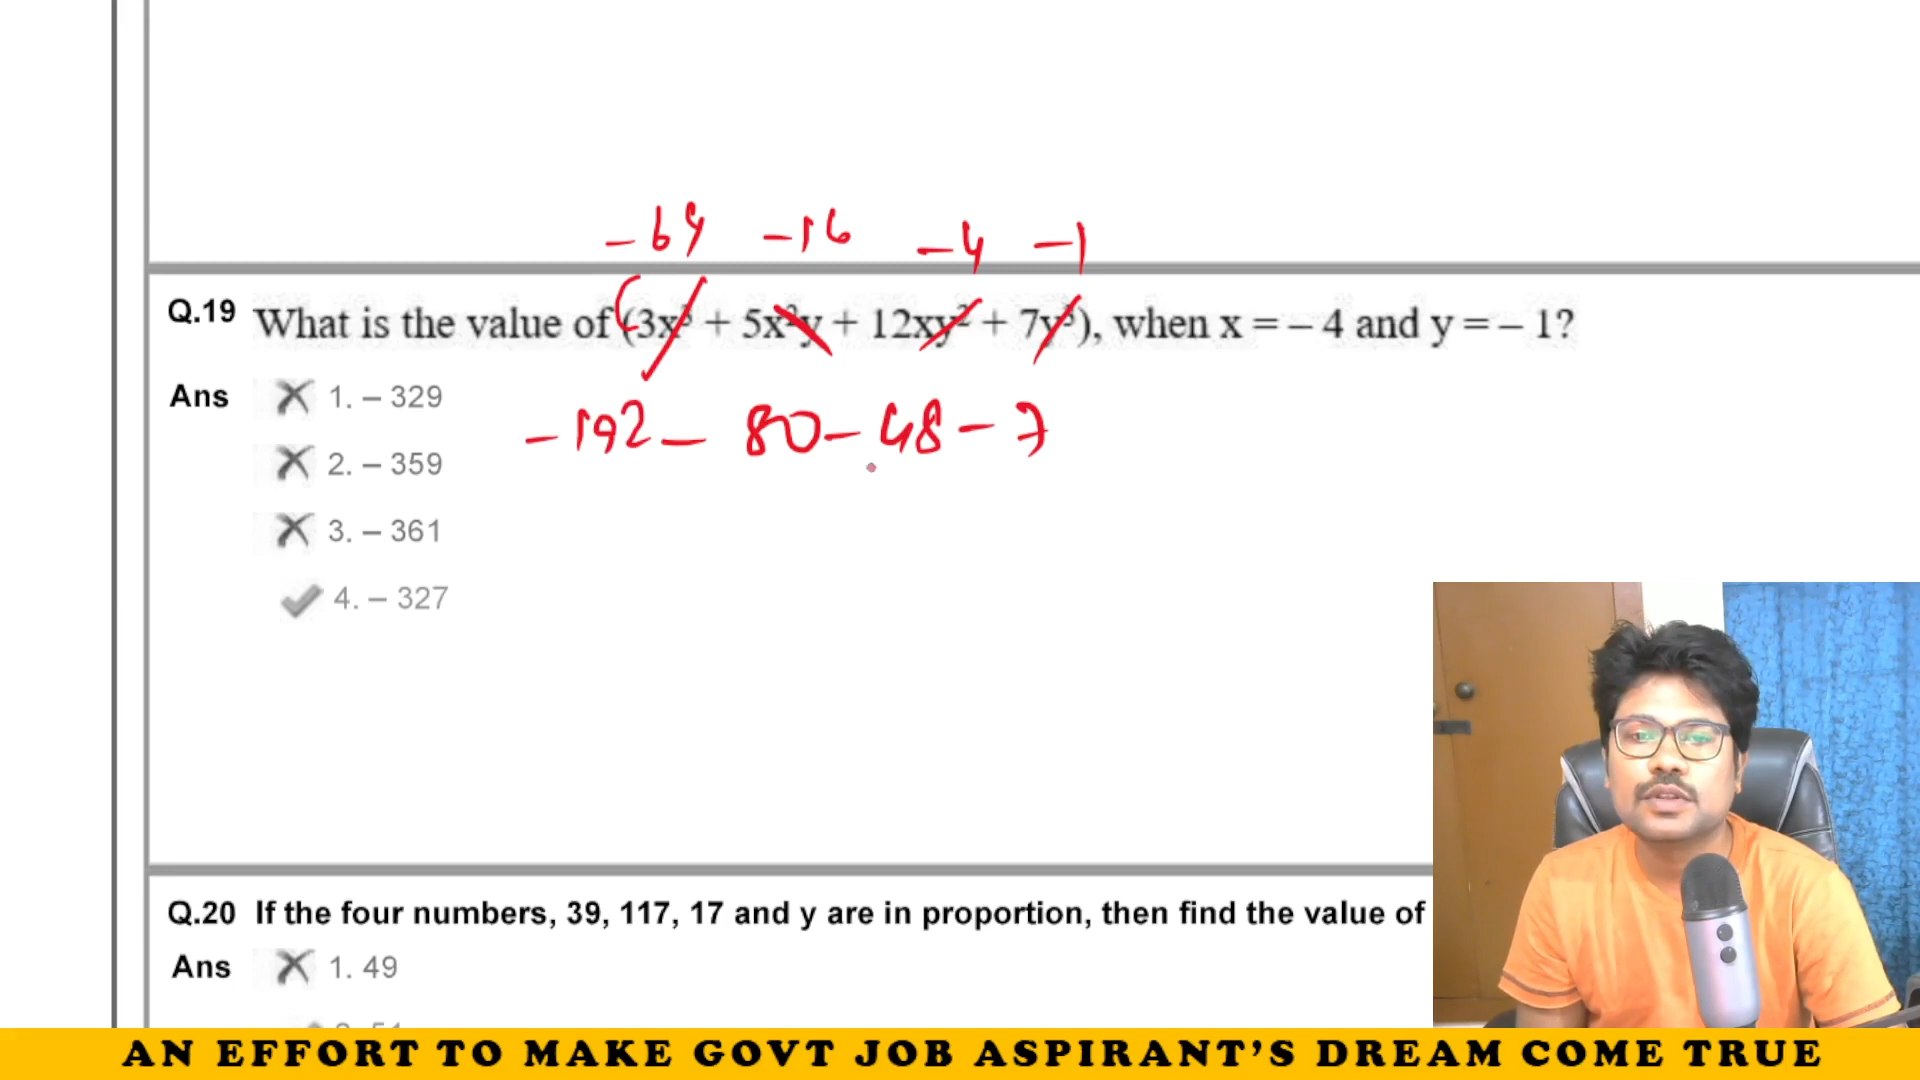 -64 -16 -4 -1
Q.19 What is the value of (3x³ + 5x²y + 12xy² + 7y³), when x = – 4 and y = – 1?
Ans 1. – 329
-192 - 80 - 48 - 7
2. – 359
3. – 361
4. – 327
Q.20 If the four numbers, 39, 117, 17 and y are in proportion, then find the value of
Ans 1. 49
AN EFFORT TO MAKE GOVT JOB ASPIRANT'S DREAM COME TRUE